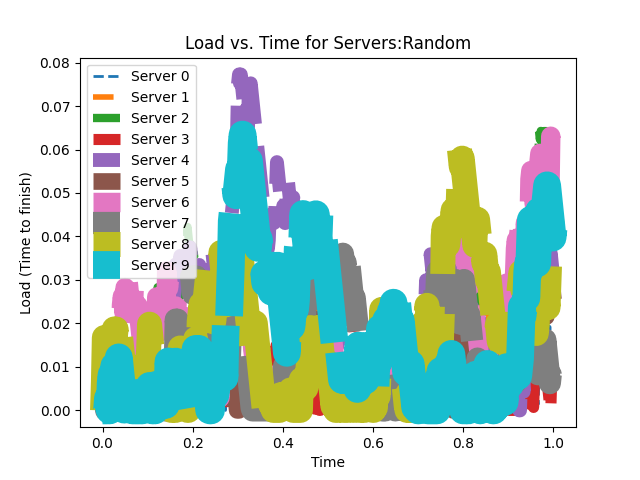 Load vs. Time for Servers:Random
Load (Time to finish)
0.08
0.07
0.06
0.05
0.04
0.03
0.02
0.01
0.00
Server 0
Server 1
Server 2
Server 3
Server 4
Server 5
Server 6
Server 7
Server 8
Server 9
0.0 0.2 0.4 0.6 0.8 1.0
Time